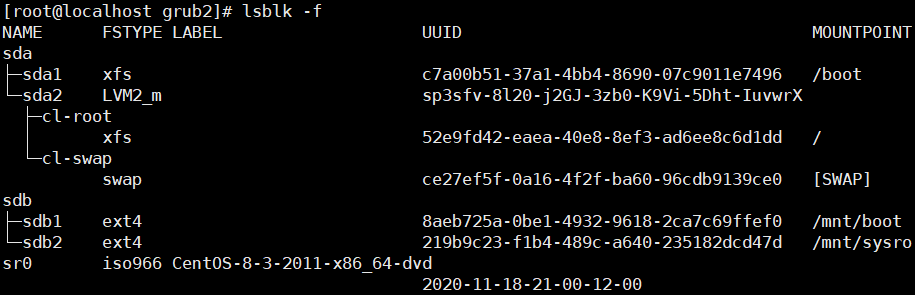 [root@localhost grub2]# lsblk -f
NAME FSTYPE LABEL UUID MOUNTPOINT
sda
├─sda1 xfs c7a00b51-37a1-4bb4-8690-07c9011e7496 /boot
└─sda2 LVM2_m sp3sfv-8l20-j2GJ-3zb0-K9Vi-5Dht-IuvwrX
├─cl-root
│ xfs 52e9fd42-eaea-40e8-8ef3-ad6ee8c6d1dd /
└─cl-swap
swap ce27ef5f-0a16-4f2f-ba60-96cdb9139ce0 [SWAP]
sdb
├─sdb1 ext4 8aeb725a-0be1-4932-9618-2ca7c69ffef0 /mnt/boot
└─sdb2 ext4 219b9c23-f1b4-489c-a640-235182dcd47d /mnt/sysro
sr0 iso966 CentOS-8-3-2011-x86_64-dvd
2020-11-18-21-00-12-00